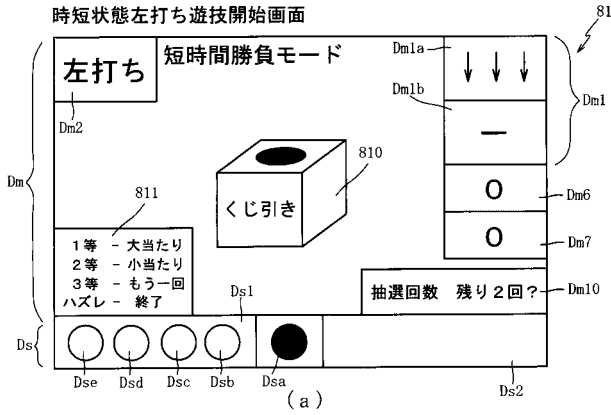 時短状態左打ち遊技開始画面
81
左打ち
短時間勝負モード
Dm1a
↓ ↓ ↓
Dm1b
Dm1
－
Dm2
Dm
810
くじ引き
811
0
Dm6
0
Dm7
1等 － 大当たり
2等 － 小当たり
3等 － もう一回
ハズレ－ 終了
抽選回数 残り2回?
Dm10
Ds1
Ds
Dse
Dsd
Dsc
Dsb
Dsa
Ds2
(a)